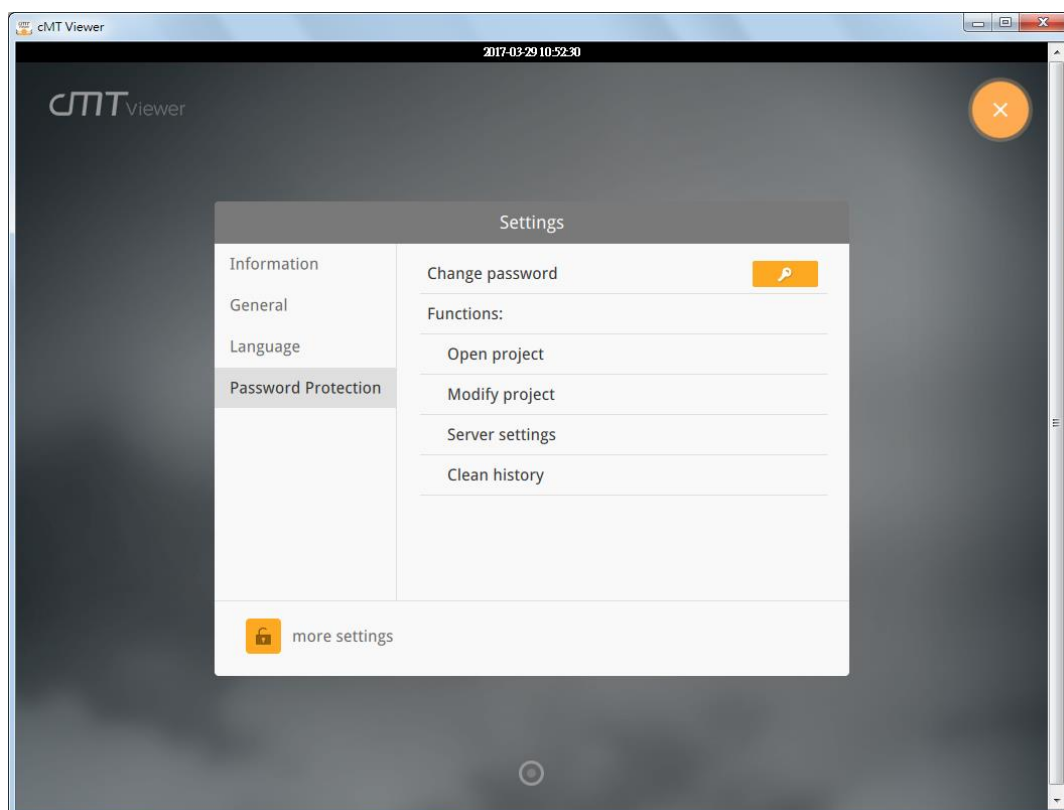 cMT Viewer
2017-03-29 10:52:30
cMT Viewer
Settings
Information
General
Language
Password Protection
Change password
Functions:
Open project
Modify project
Server settings
Clean history
more settings